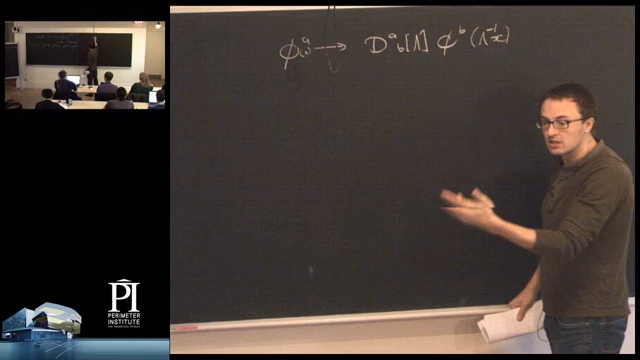 ϕ^a(x) → D^a_b[Λ] ϕ^b(Λ^{-1}x)
PI
PERIMETER
INSTITUTE
FOR THEORETICAL PHYSICS